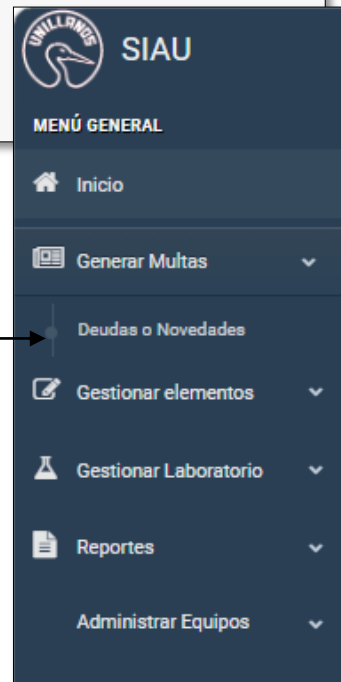 UNILLANOS
SIAU
MENÚ GENERAL
Inicio
Generar Multas
Deudas o Novedades
Gestionar elementos
Gestionar Laboratorio
Reportes
Administrar Equipos